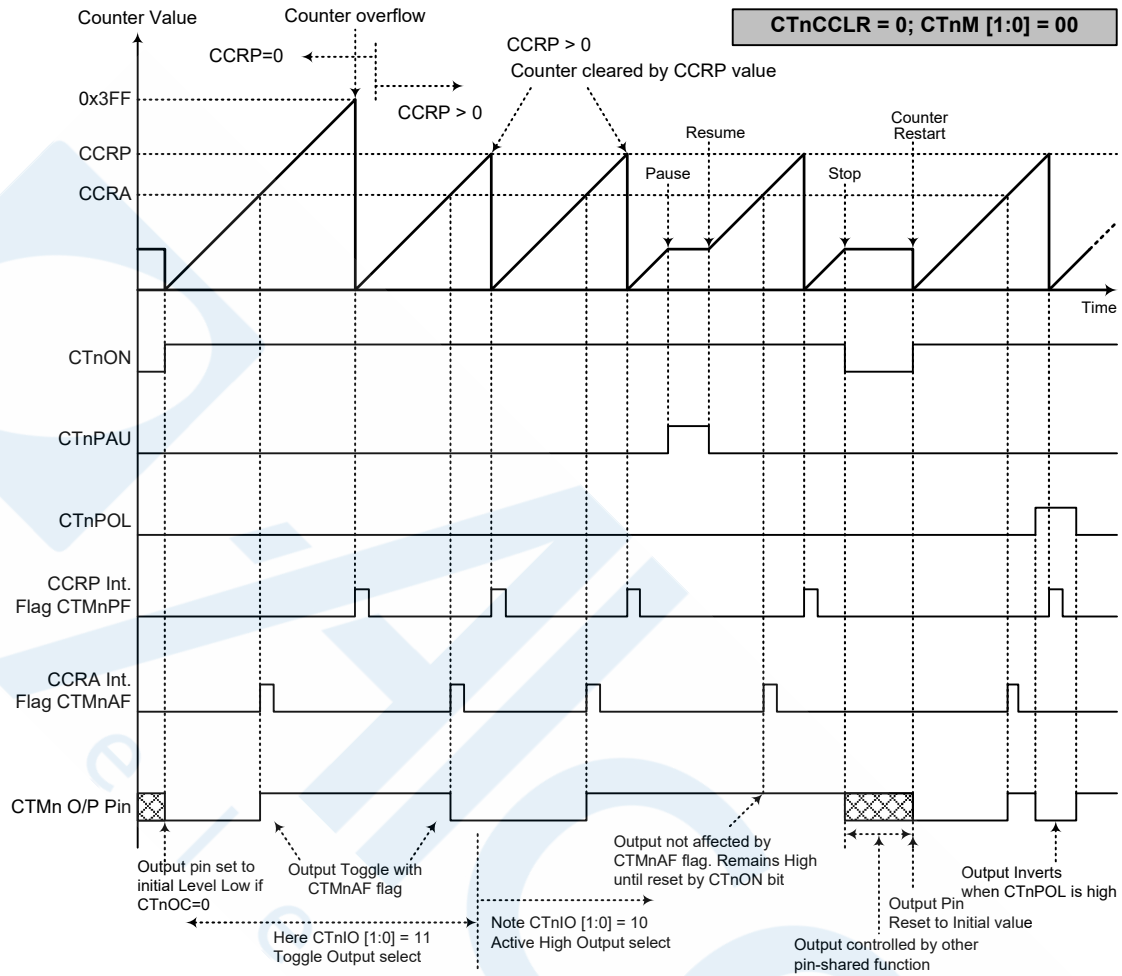 Counter Value
Counter overflow
CTnCCLR = 0; CTnM [1:0] = 00
CCRP=0
CCRP > 0
CCRP > 0
Counter cleared by CCRP value
0x3FF
CCRP
CCRA
Pause
Resume
Stop
Counter
Restart
Time
CTnON
CTnPAU
CTnPOL
CCRP Int.
Flag CTMnPF
CCRA Int.
Flag CTMnAF
CTMn O/P Pin
Output pin set to
initial Level Low if
CTnOC=0
Output Toggle with
CTMnAF flag
Here CTnIO [1:0] = 11
Toggle Output select
Note CTnIO [1:0] = 10
Active High Output select
Output not affected by
CTMnAF flag. Remains High
until reset by CTnON bit
Output controlled by other
pin-shared function
Output Pin
Reset to Initial value
Output Inverts
when CTnPOL is high